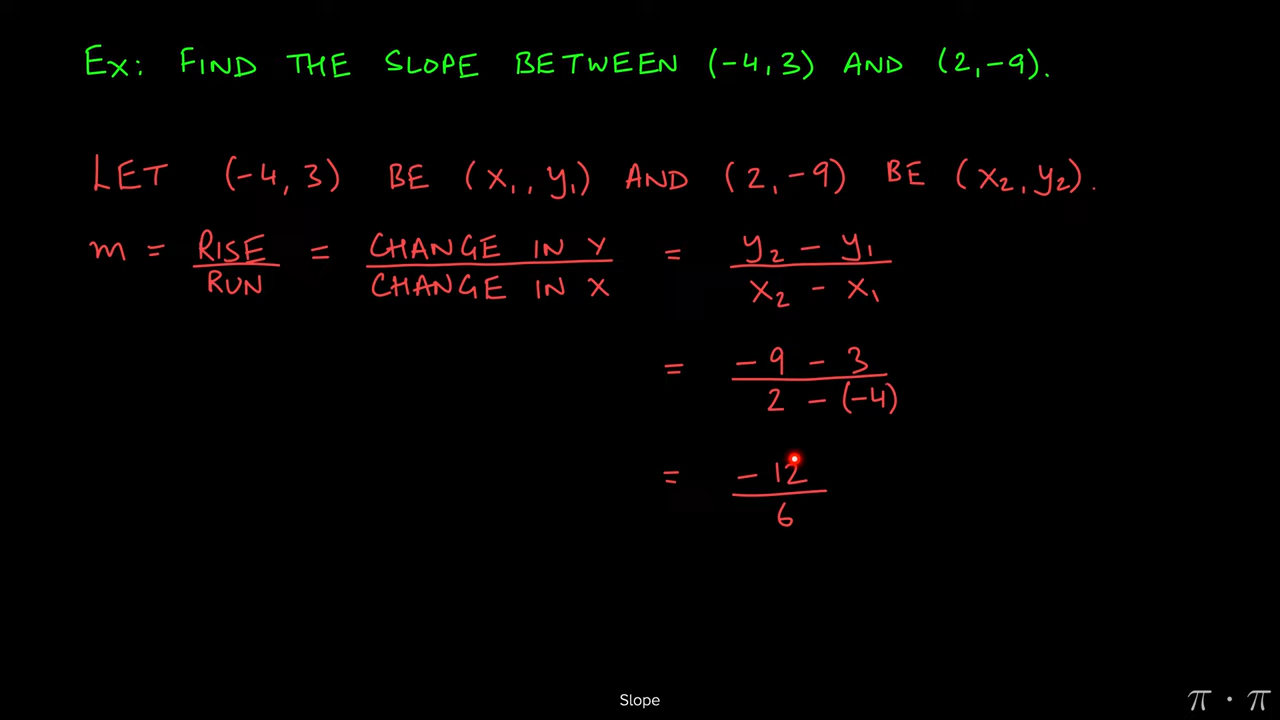 EX: FIND THE SLOPE BETWEEN (-4,3) AND (2,-9).
LET (-4,3) BE (x₁, y₁) AND (2,-9) BE (x₂, y₂).
m = RISE/RUN = CHANGE IN Y/CHANGE IN X = y₂ - y₁/x₂ - x₁
= -9 - 3/2 - (-4)
= -12/6
Slope
π · π